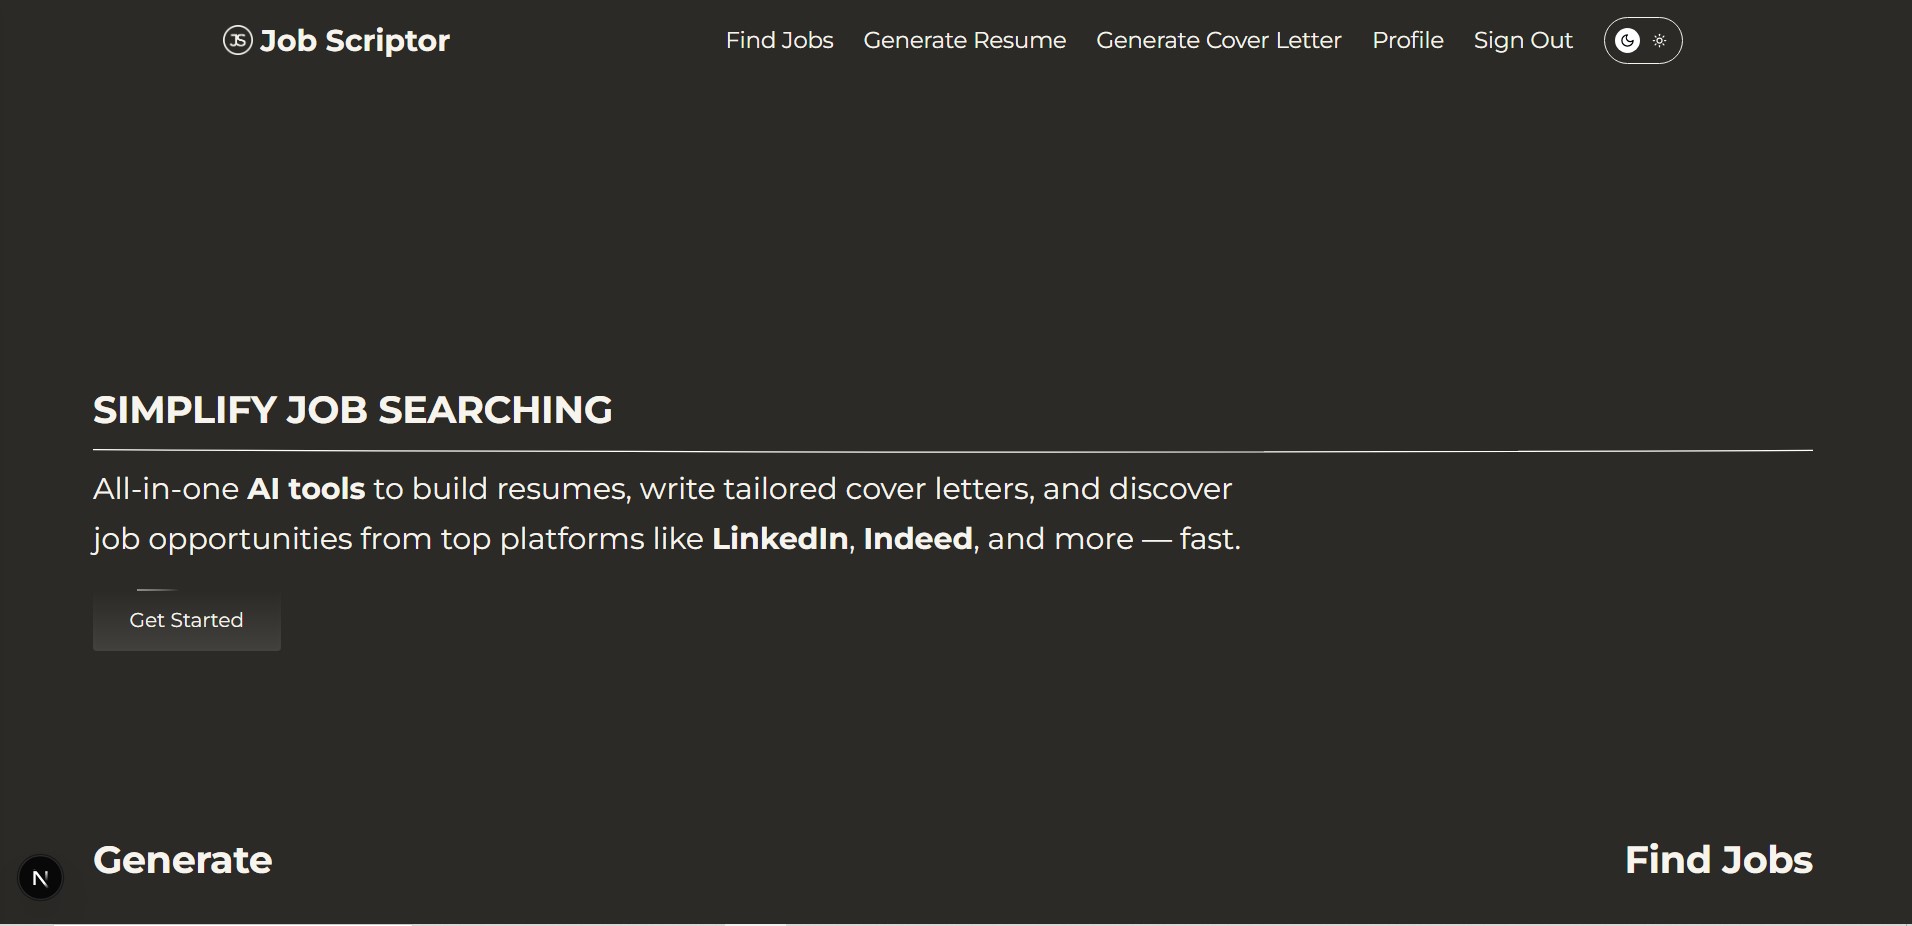 JS Job Scriptor
Find Jobs Generate Resume Generate Cover Letter Profile Sign Out
SIMPLIFY JOB SEARCHING
All-in-one AI tools to build resumes, write tailored cover letters, and discover
job opportunities from top platforms like LinkedIn, Indeed, and more — fast.
Get Started
Generate
Find Jobs
N